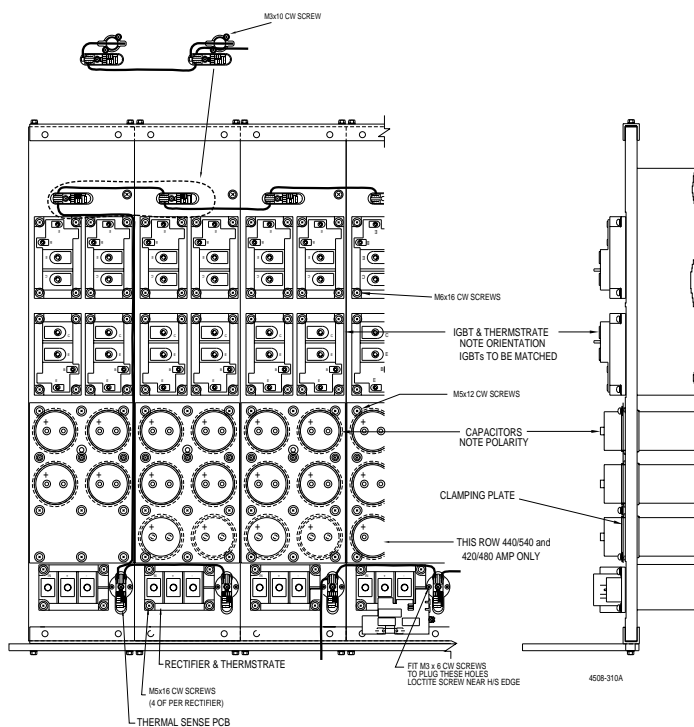 M3x10 CW SCREW
M6x16 CW SCREWS
IGBT & THERMSTRATE
NOTE ORIENTATION
IGBTs TO BE MATCHED
M5x12 CW SCREWS
CAPACITORS
NOTE POLARITY
CLAMPING PLATE
THIS ROW 440/540 and
420/480 AMP ONLY
RECTIFIER & THERMSTRATE
FIT M3 x 6 CW SCREWS
TO PLUG THESE HOLES
LOCTITE SCREW NEAR H/S EDGE
4508-310A
M5x16 CW SCREWS
(4 OF PER RECTIFIER)
THERMAL SENSE PCB